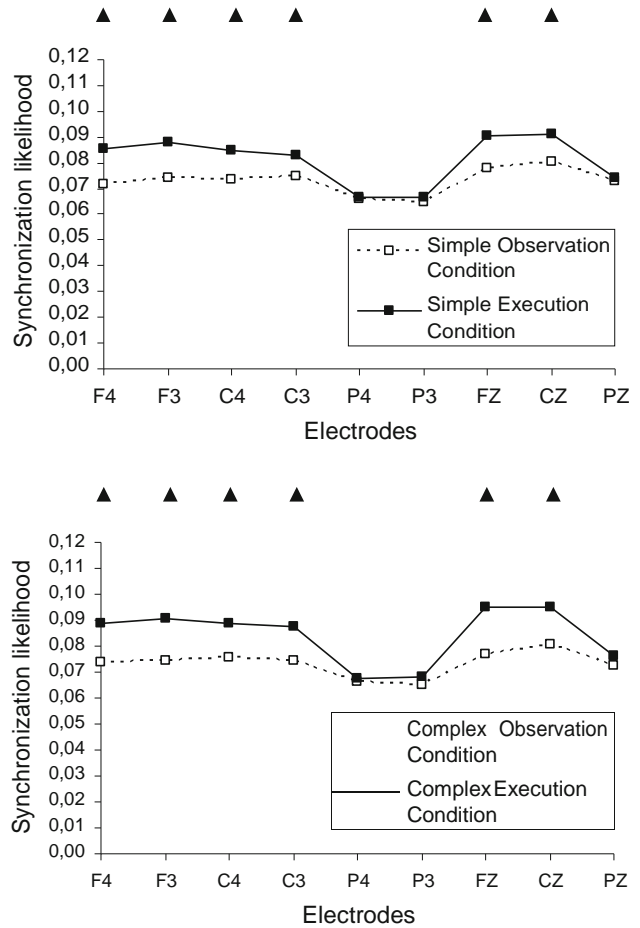 ▲ ▲ ▲ ▲ ▲ ▲
Synchronization likelihood
0,12
0,11
0,10
0,09
0,08
0,07
0,06
0,05
0,04
0,03
0,02
0,01
0,00
Simple Observation
Condition
Simple Execution
Condition
F4 F3 C4 C3 P4 P3 FZ CZ PZ
Electrodes
▲ ▲ ▲ ▲ ▲ ▲
Synchronization likelihood
0,12
0,11
0,10
0,09
0,08
0,07
0,06
0,05
0,04
0,03
0,02
0,01
0,00
Complex Observation
Condition
Complex Execution
Condition
F4 F3 C4 C3 P4 P3 FZ CZ PZ
Electrodes